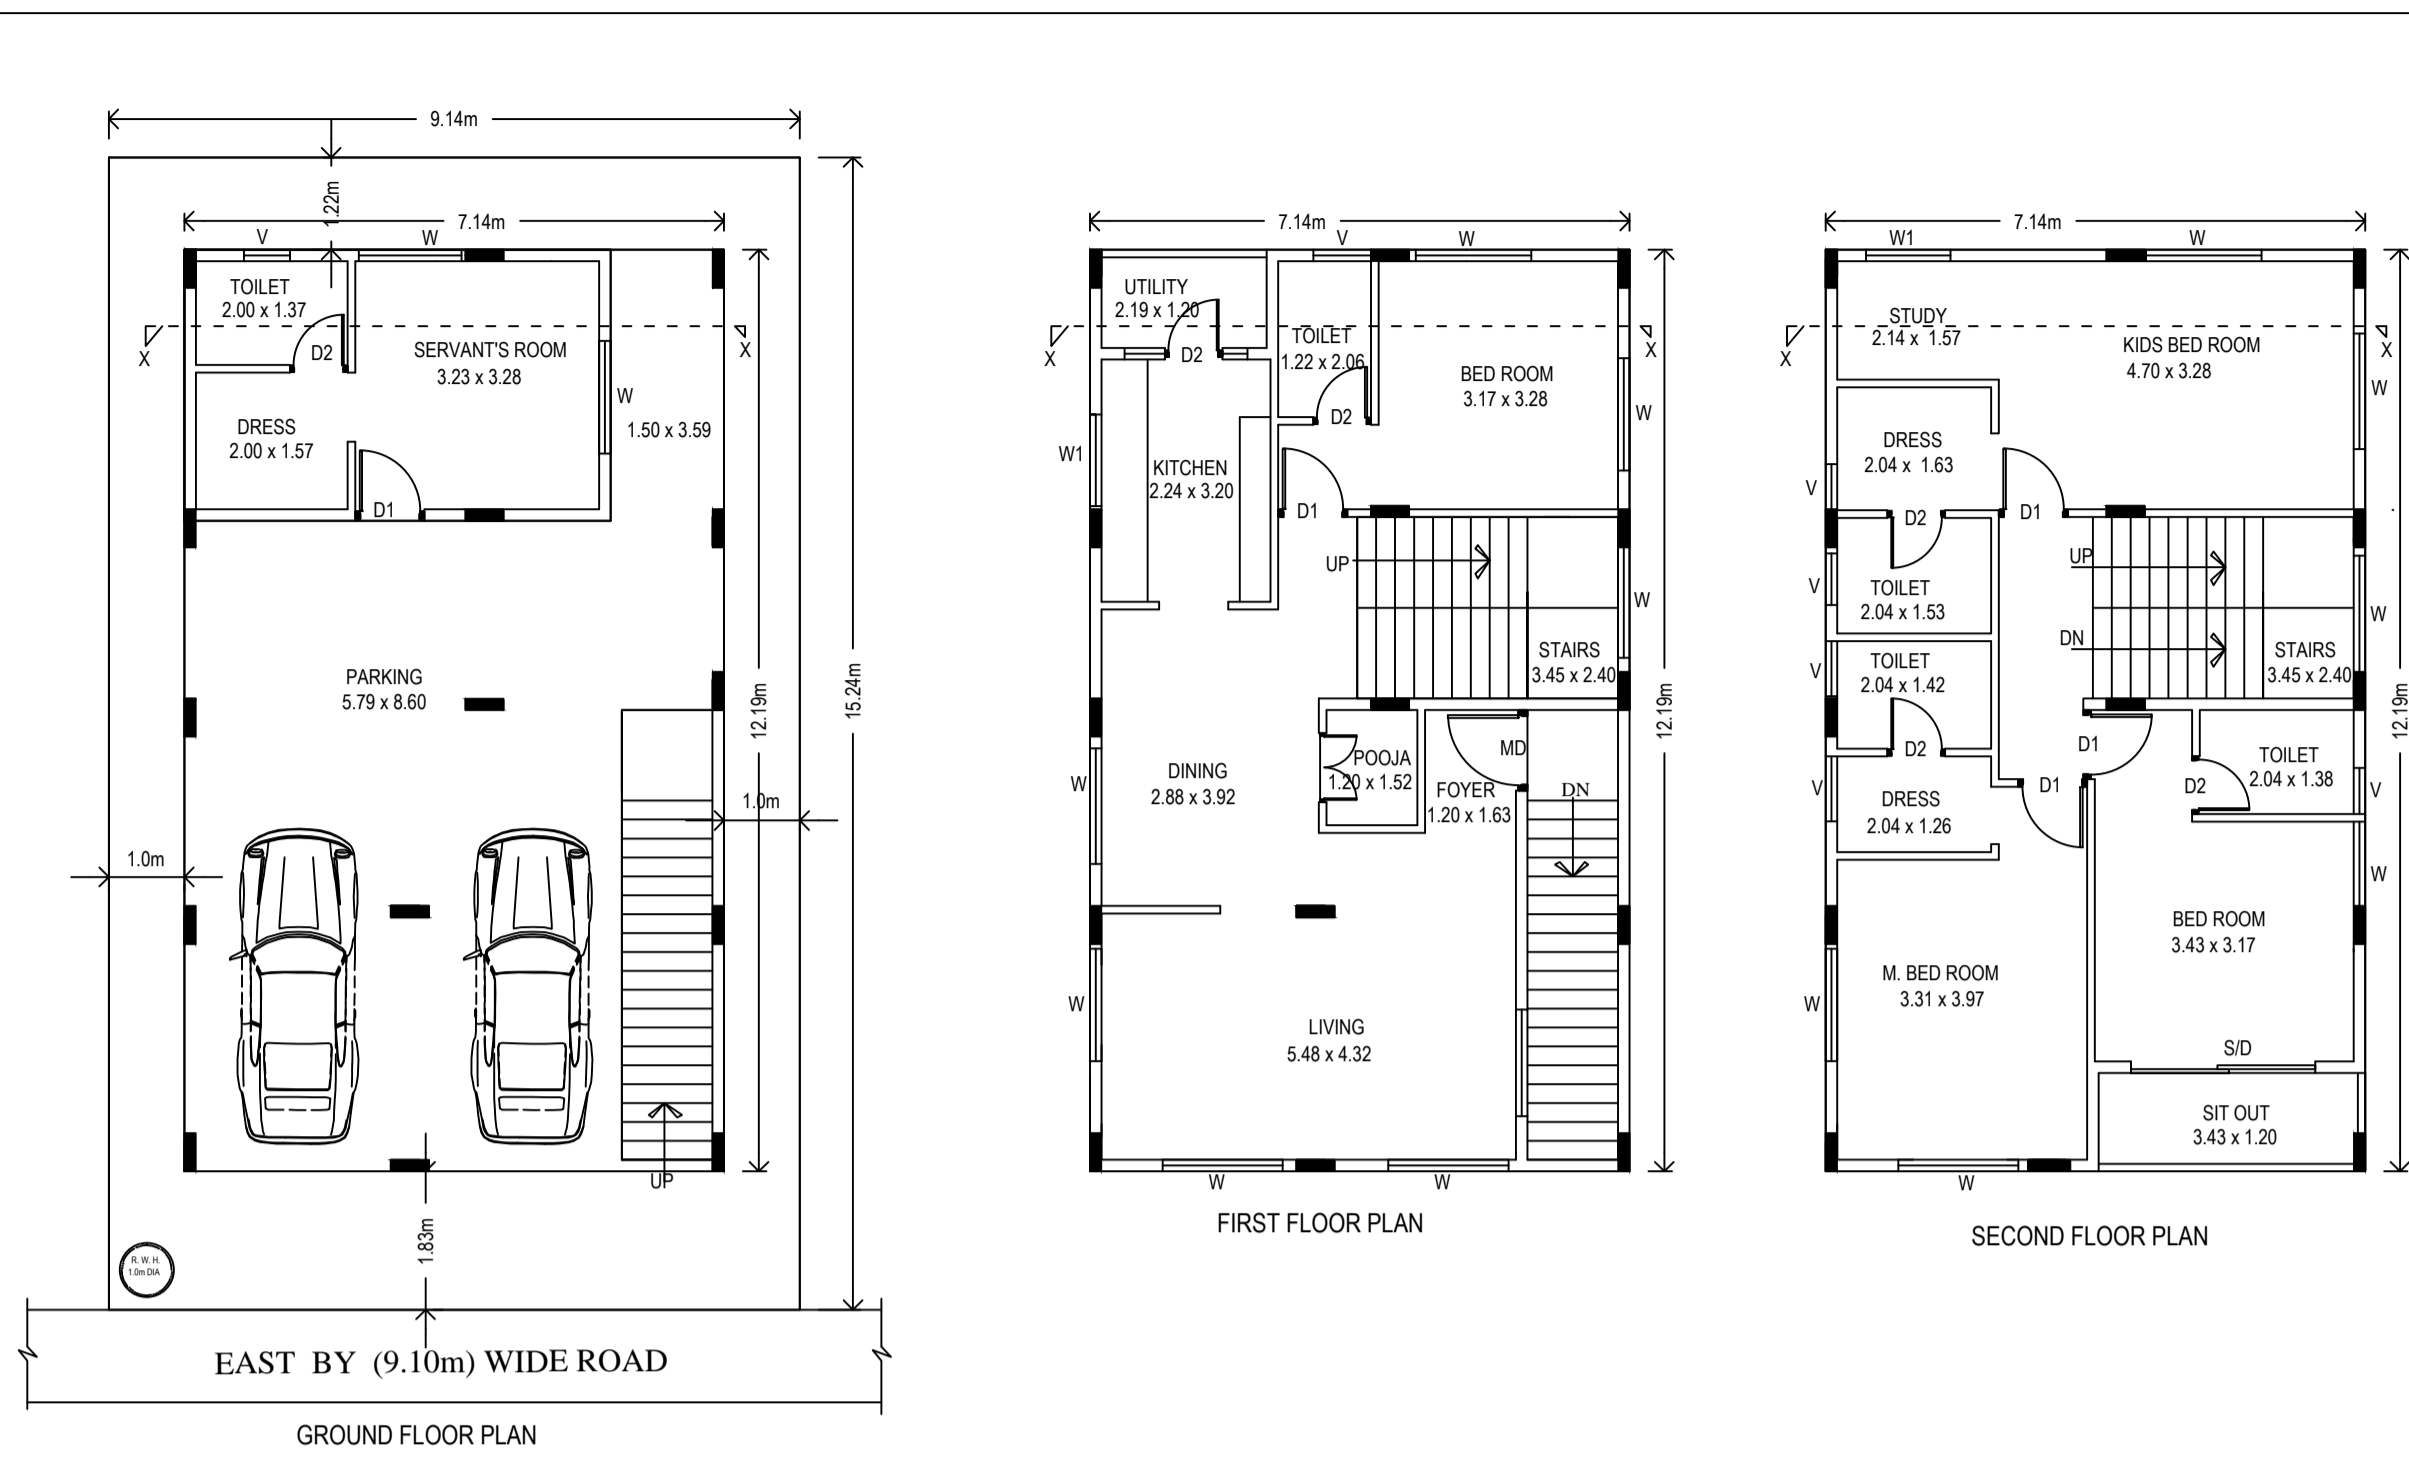 9.14m
1.22m
7.14m
V
W
TOILET
2.00 x 1.37
D2
SERVANT'S ROOM
3.23 x 3.28
X
X
W
1.50 x 3.59
DRESS
2.00 x 1.57
D1
PARKING
5.79 x 8.60
12.19m
15.24m
1.0m
1.0m
UP
1.83m
R. W. H.
1.0m DIA
EAST BY (9.10m) WIDE ROAD
GROUND FLOOR PLAN
7.14m
V
W
UTILITY
2.19 x 1.20
TOILET
1.22 x 2.06
X
X
D2
BED ROOM
3.17 x 3.28
D2
W
W1
KITCHEN
2.24 x 3.20
D1
UP
W
STAIRS
3.45 x 2.40
12.19m
MD
POOJA
1.20 x 1.52
DINING
2.88 x 3.92
W
FOYER
1.20 x 1.63
DN
W
LIVING
5.48 x 4.32
W
W
FIRST FLOOR PLAN
7.14m
W1
W
STUDY
2.14 x 1.57
KIDS BED ROOM
4.70 x 3.28
X
X
W
DRESS
2.04 x 1.63
V
D2
D1
UP
V
TOILET
2.04 x 1.53
W
DN
STAIRS
3.45 x 2.40
V
TOILET
2.04 x 1.42
12.19m
D2
D1
TOILET
2.04 x 1.38
D1
D2
V
V
DRESS
2.04 x 1.26
W
BED ROOM
3.43 x 3.17
M. BED ROOM
3.31 x 3.97
W
S/D
SIT OUT
3.43 x 1.20
W
SECOND FLOOR PLAN